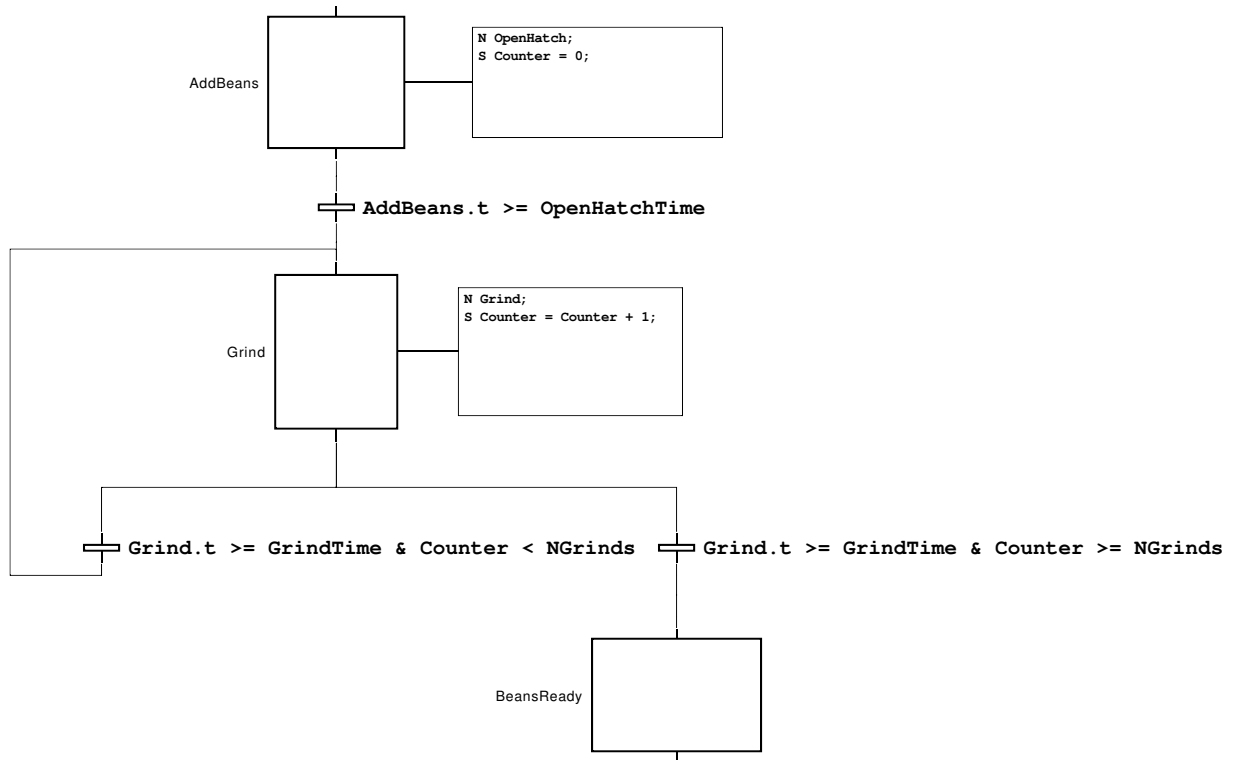 N OpenHatch;
S Counter = 0;
AddBeans
AddBeans.t >= OpenHatchTime
N Grind;
S Counter = Counter + 1;
Grind
Grind.t >= GrindTime & Counter < NGrinds
Grind.t >= GrindTime & Counter >= NGrinds
BeansReady